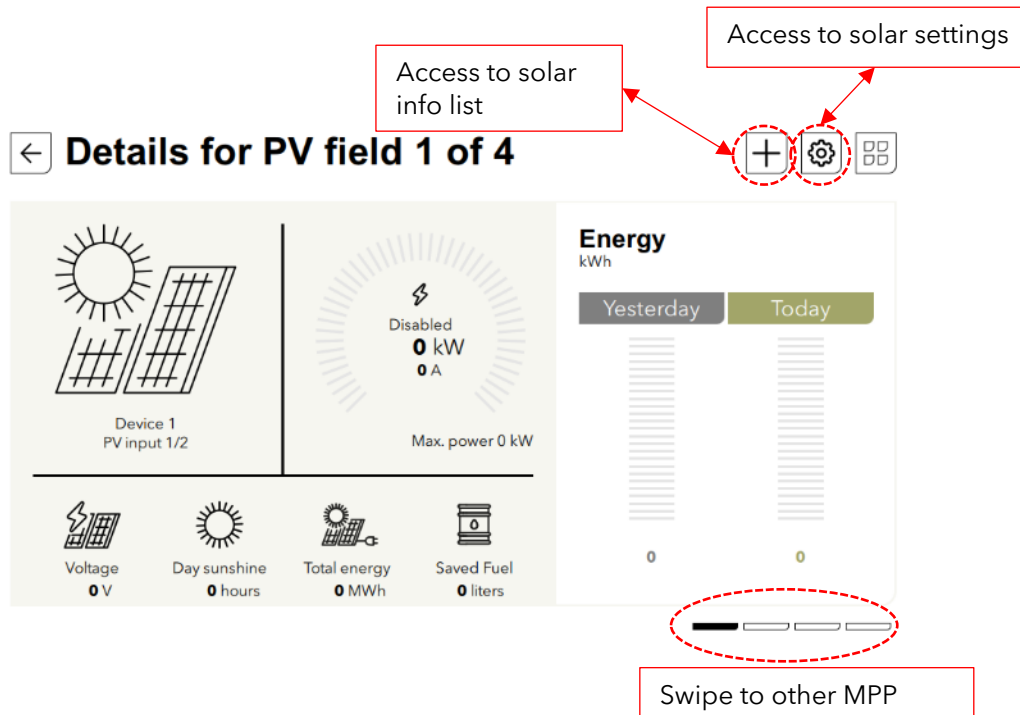 Access to solar settings
Access to solar
info list
Details for PV field 1 of 4
Energy
kWh
Yesterday
Today
Disabled
0 kW
0 A
Device 1
PV input 1/2
Max. power 0 kW
Voltage
0 V
Day sunshine
0 hours
Total energy
0 MWh
Saved Fuel
0 liters
0
0
Swipe to other MPP